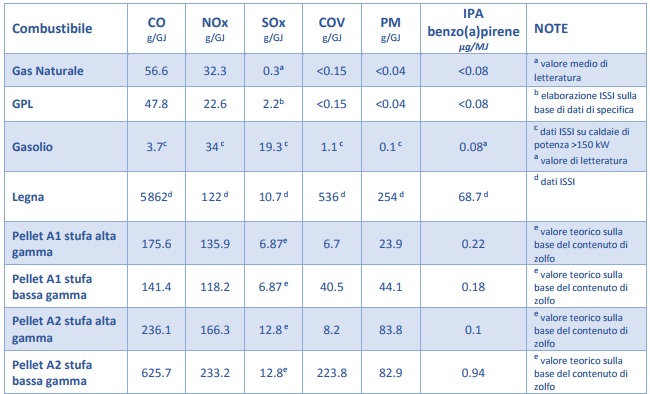 Combustibile CO g/GJ NOx g/GJ SOx g/GJ COV g/GJ PM g/GJ IPA benzo(a)pirene µg/MJ NOTE
Gas Naturale 56.6 32.3 0.3ᵃ <0.15 <0.04 <0.08 ᵃ valore medio di
letteratura
GPL 47.8 22.6 2.2ᵇ <0.15 <0.04 <0.08 ᵇ elaborazione ISSI sulla
base di dati di specifica
Gasolio 3.7ᶜ 34 ᶜ 19.3 ᶜ 1.1 ᶜ 0.1 ᶜ 0.08ᵃ ᶜ dati ISSI su caldaie di
potenza >150 kW
ᵃ valore di letteratura
Legna 5862ᵈ 122 ᵈ 10.7 ᵈ 536 ᵈ 254 ᵈ 68.7 ᵈ ᵈ dati ISSI
Pellet A1 stufa alta
gamma 175.6 135.9 6.87ᵉ 6.7 23.9 0.22 ᵉ valore teorico sulla
base del contenuto di
zolfo
Pellet A1 stufa
bassa gamma 141.4 118.2 6.87 ᵉ 40.5 44.1 0.18 ᵉ valore teorico sulla
base del contenuto di
zolfo
Pellet A2 stufa alta
gamma 236.1 166.3 12.8 ᵉ 8.2 83.8 0.1 ᵉ valore teorico sulla
base del contenuto di
zolfo
Pellet A2 stufa
bassa gamma 625.7 233.2 12.8ᵉ 223.8 82.9 0.94 ᵉ valore teorico sulla
base del contenuto di
zolfo